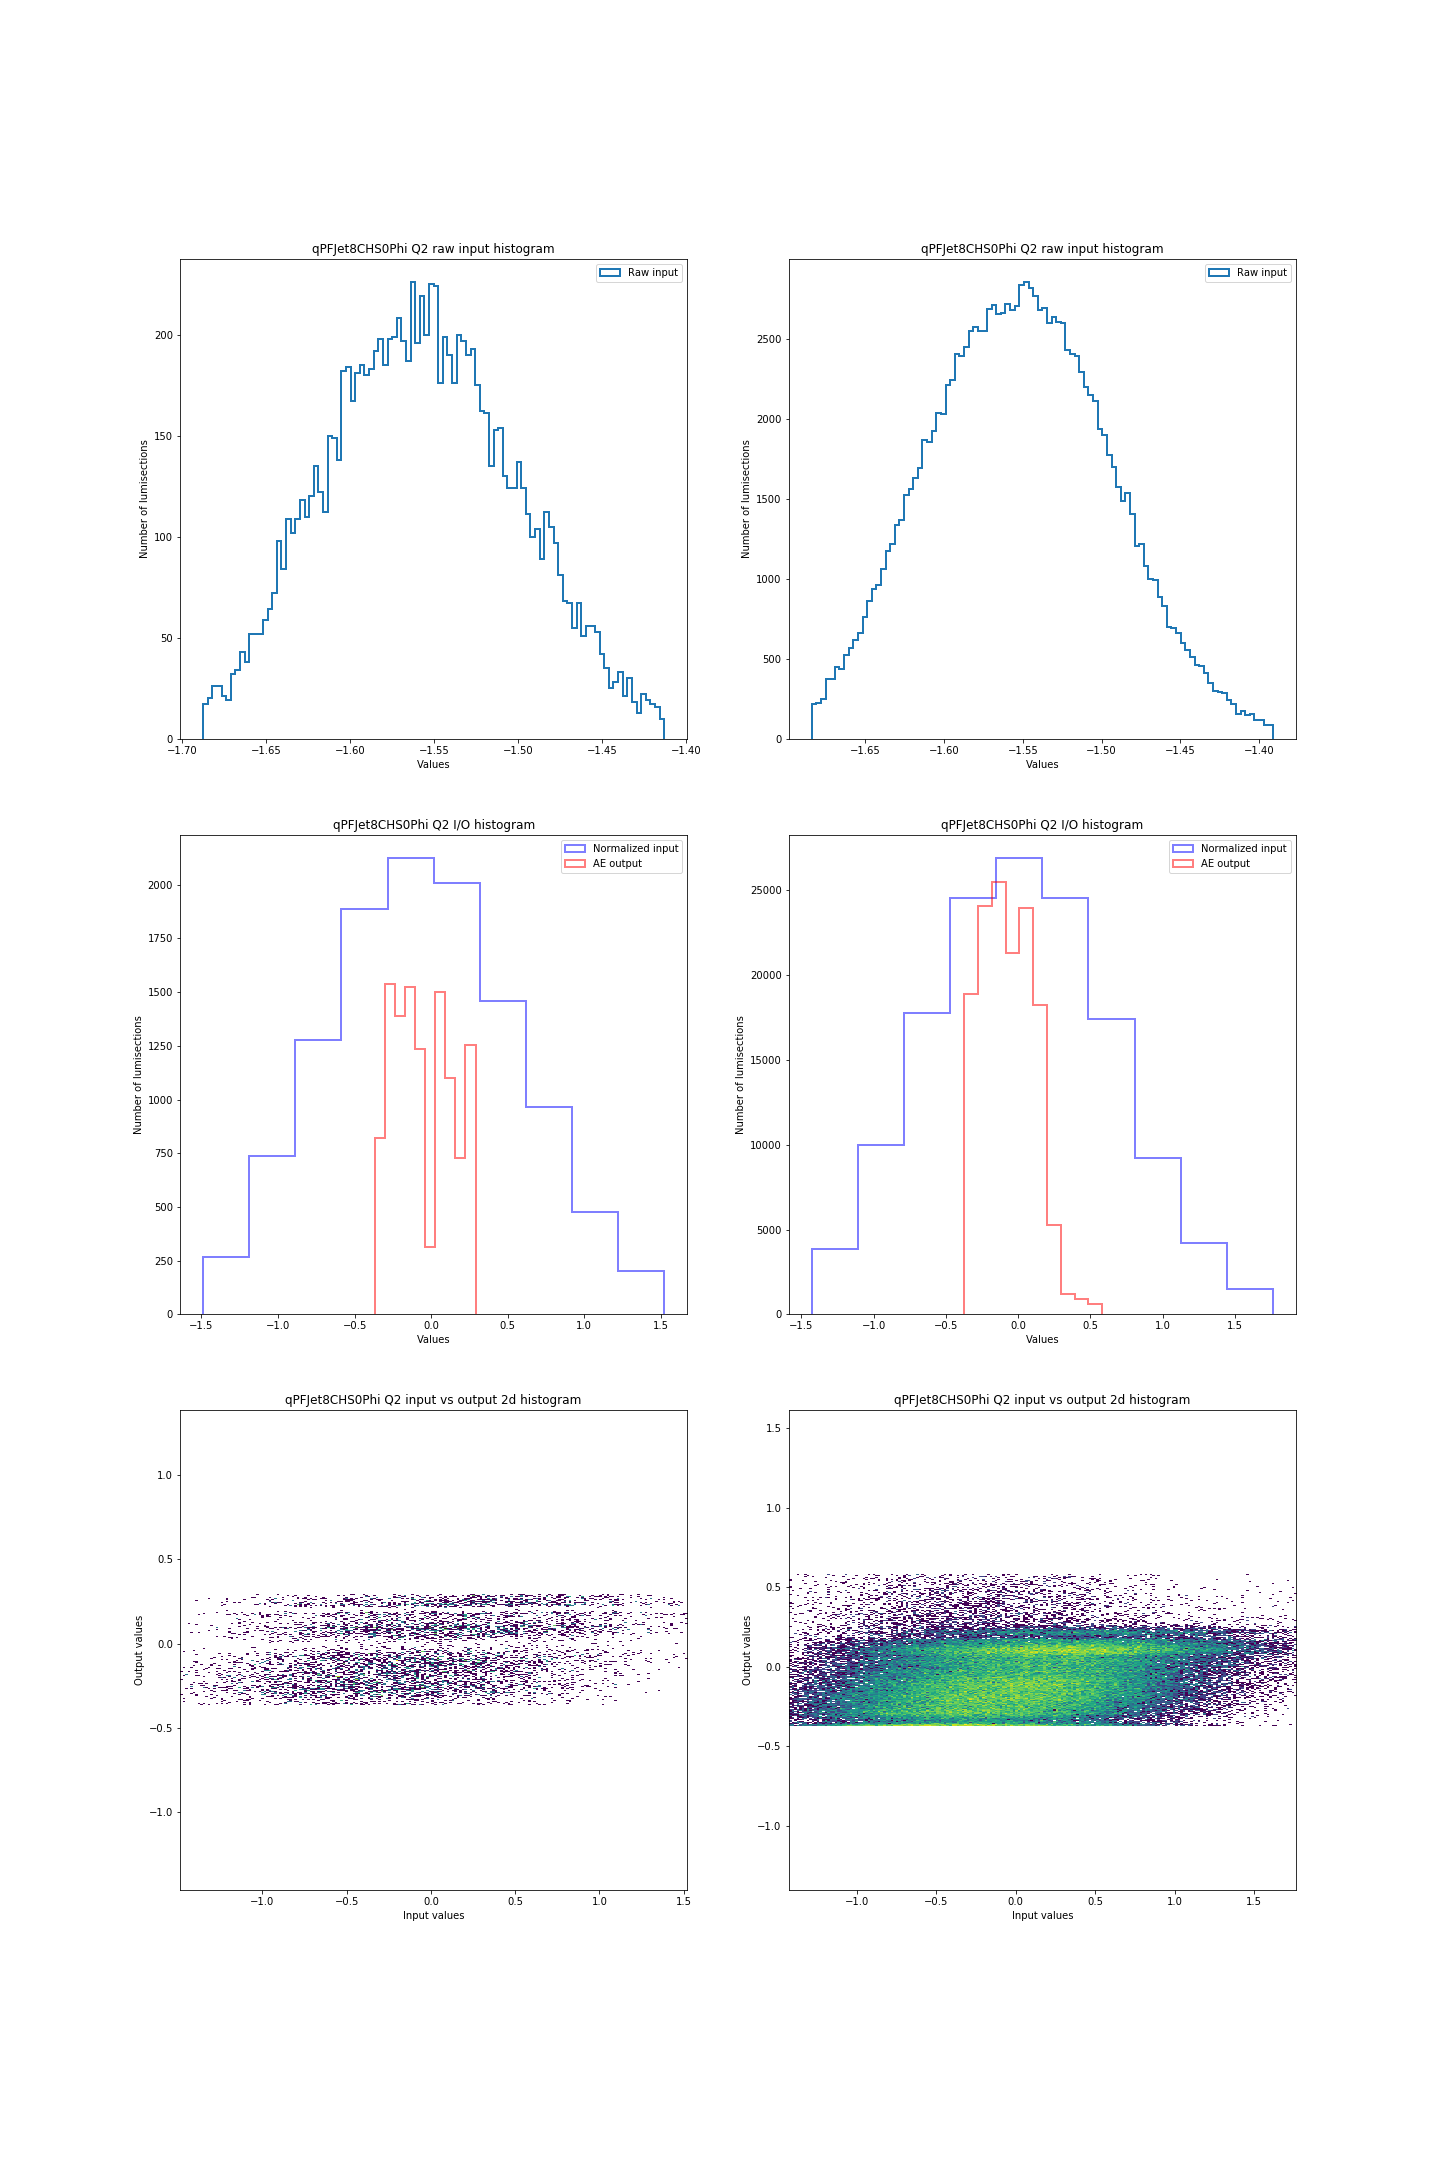 qPFJet8CHS0Phi Q2 raw input histogram
Raw input
200
150
100
50
0
Number of lumisections
−1.70 −1.65 −1.60 −1.55 −1.50 −1.45 −1.40
Values
qPFJet8CHS0Phi Q2 raw input histogram
Raw input
2500
2000
1500
1000
500
0
Number of lumisections
−1.65 −1.60 −1.55 −1.50 −1.45 −1.40
Values
qPFJet8CHS0Phi Q2 I/O histogram
Normalized input
AE output
2000
1750
1500
1250
1000
750
500
250
0
Number of lumisections
−1.5 −1.0 −0.5 0.0 0.5 1.0 1.5
Values
qPFJet8CHS0Phi Q2 I/O histogram
Normalized input
AE output
25000
20000
15000
10000
5000
0
Number of lumisections
−1.5 −1.0 −0.5 0.0 0.5 1.0 1.5
Values
qPFJet8CHS0Phi Q2 input vs output 2d histogram
1.0
0.5
0.0
−0.5
−1.0
Output values
−1.0 −0.5 0.0 0.5 1.0 1.5
Input values
qPFJet8CHS0Phi Q2 input vs output 2d histogram
1.5
1.0
0.5
0.0
−0.5
−1.0
Output values
−1.0 −0.5 0.0 0.5 1.0 1.5
Input values